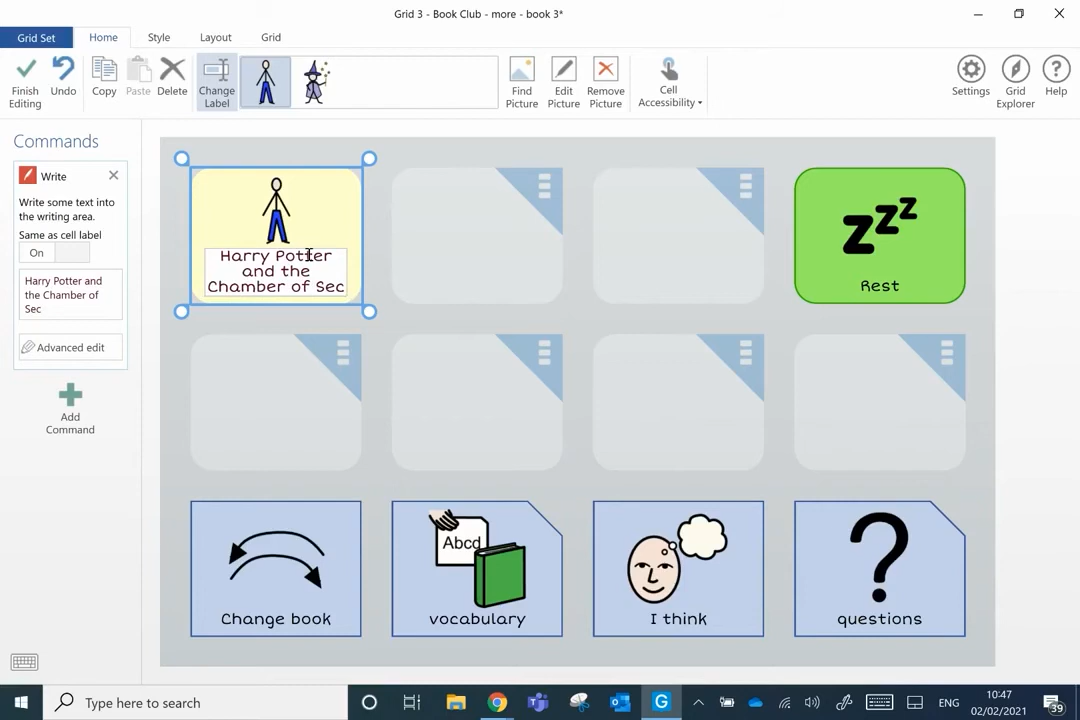 Grid 3 - Book Club - more - book 3*
Grid Set
Home
Style
Layout
Grid
Finish
Editing
Undo
Copy
Paste
Delete
Change
Label
Find
Picture
Edit
Picture
Remove
Picture
Cell
Accessibility
Settings
Grid
Explorer
Help
Commands
Write
Write some text into
the writing area.
Same as cell label
On
Harry Potter and
the Chamber of
Sec
Advanced edit
Add
Command
Harry Potter
and the
Chamber of Sec
zzz
Rest
Change book
Abcd
vocabulary
I think
?
questions
Type here to search
G
ENG
10:47
02/02/2021
39